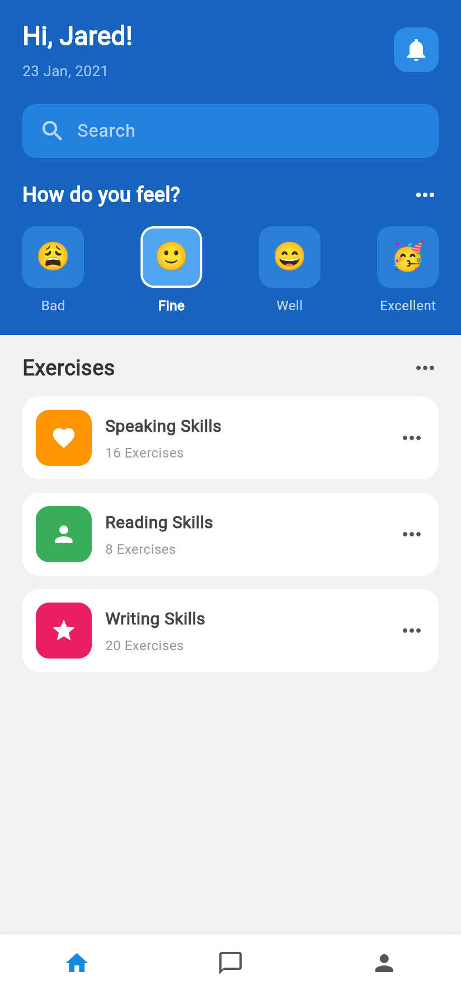 Hi, Jared!
23 Jan, 2021
Search
How do you feel?
Bad
Fine
Well
Excellent
Exercises
Speaking Skills
16 Exercises
Reading Skills
8 Exercises
Writing Skills
20 Exercises